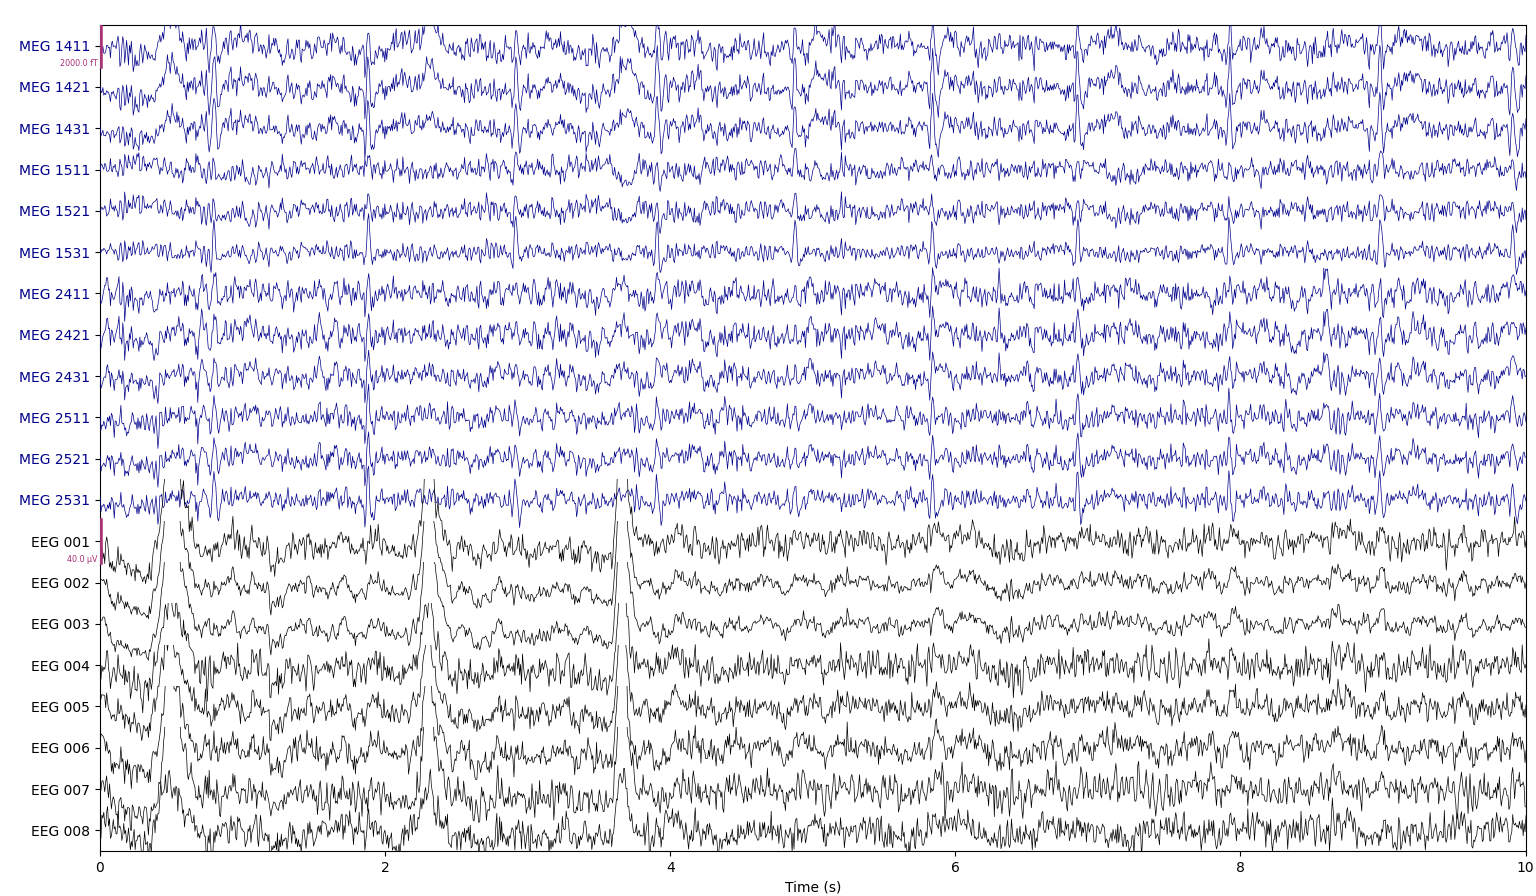 MEG 1411
2000.0 fT
MEG 1421
MEG 1431
MEG 1511
MEG 1521
MEG 1531
MEG 2411
MEG 2421
MEG 2431
MEG 2511
MEG 2521
MEG 2531
EEG 001
40.0 µV
EEG 002
EEG 003
EEG 004
EEG 005
EEG 006
EEG 007
EEG 008
0 2 4 6 8 10
Time (s)